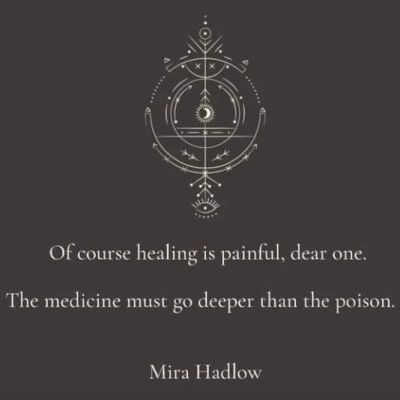 Of course healing is painful, dear one.
The medicine must go deeper than the poison.
Mira Hadlow